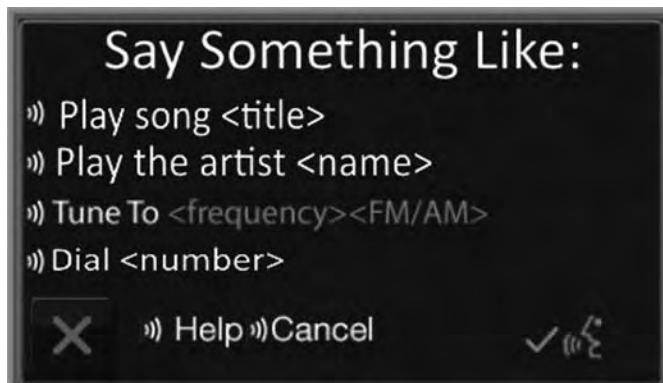 Say Something Like:
Play song <title>
Play the artist <name>
Tune To <frequency><FM/AM>
Dial <number>
Help Cancel